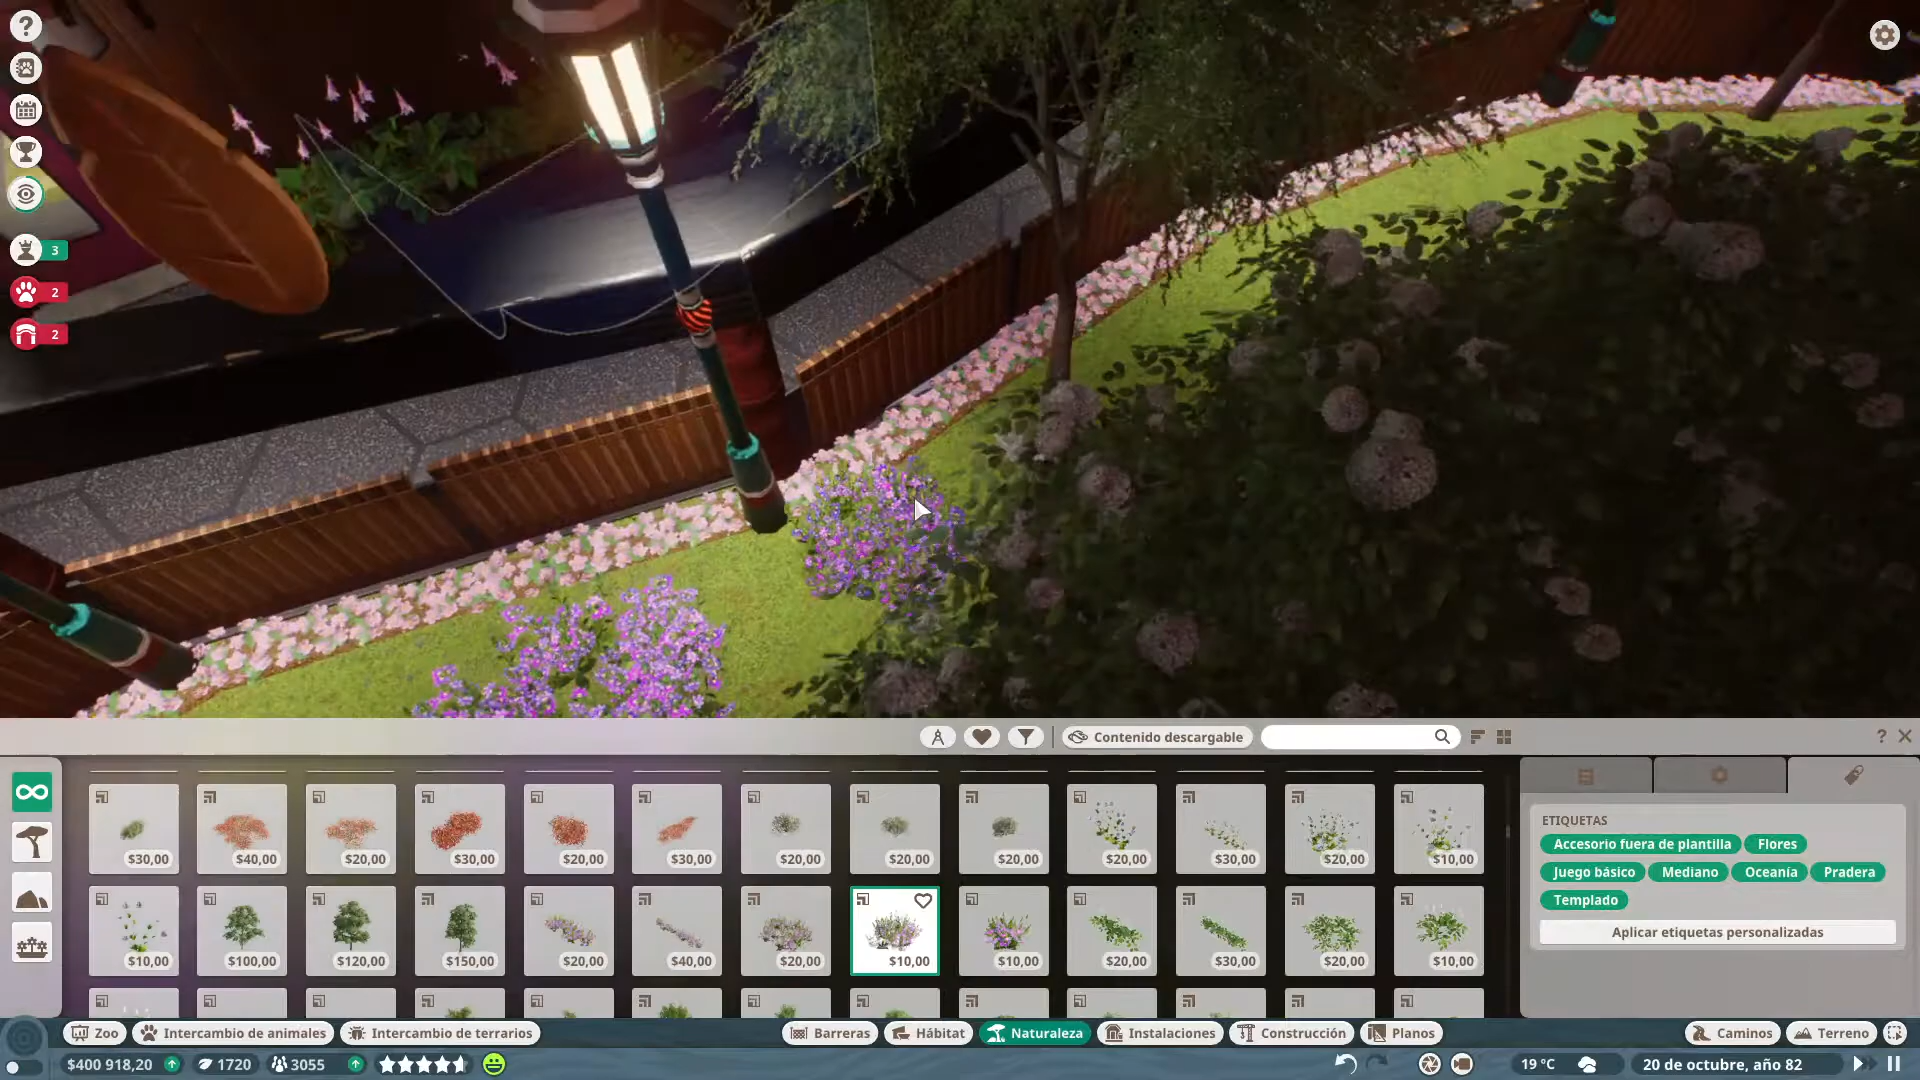 ?
3
2
2
Contenido descargable
?
$30,00 $40,00 $20,00 $30,00 $20,00 $30,00 $20,00 $20,00 $20,00 $20,00 $30,00 $20,00 $10,00
$10,00 $100,00 $120,00 $150,00 $20,00 $40,00 $20,00 $10,00 $10,00 $20,00 $30,00 $20,00 $10,00
ETIQUETAS
Accesorio fuera de plantilla Flores
Juego básico Mediano Oceanía Pradera
Templado
Aplicar etiquetas personalizadas
Zoo Intercambio de animales Intercambio de terrarios Barreras Hábitat Naturaleza Instalaciones Construcción Planos Caminos Terreno
$400 918,20 1720 3055 19 °C 20 de octubre, año 82